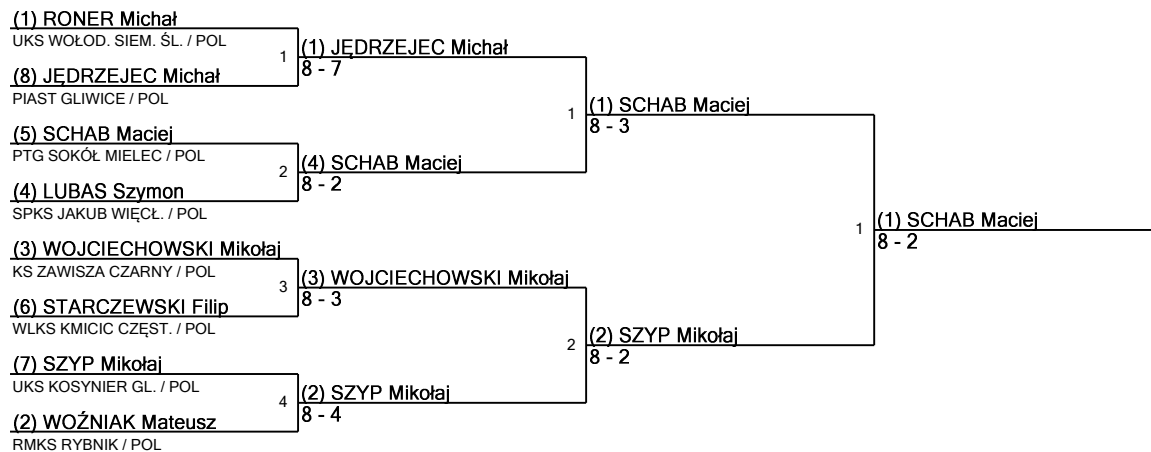 (1) RONER Michał
UKS WOŁOD. SIEM. ŚL. / POL
(8) JĘDRZEJEC Michał
PIAST GLIWICE / POL
(5) SCHAB Maciej
PTG SOKÓŁ MIELEC / POL
(4) LUBAS Szymon
SPKS JAKUB WIĘCŁ. / POL
(3) WOJCIECHOWSKI Mikołaj
KS ZAWISZA CZARNY / POL
(6) STARCZEWSKI Filip
WLKS KMICIC CZĘST. / POL
(7) SZYP Mikołaj
UKS KOSYNIER GL. / POL
(2) WOŹNIAK Mateusz
RMKS RYBNIK / POL
1
(1) JĘDRZEJEC Michał
8 - 7
2
(4) SCHAB Maciej
8 - 2
3
(3) WOJCIECHOWSKI Mikołaj
8 - 3
4
(2) SZYP Mikołaj
8 - 4
1
(1) SCHAB Maciej
8 - 3
2
(2) SZYP Mikołaj
8 - 2
1
(1) SCHAB Maciej
8 - 2